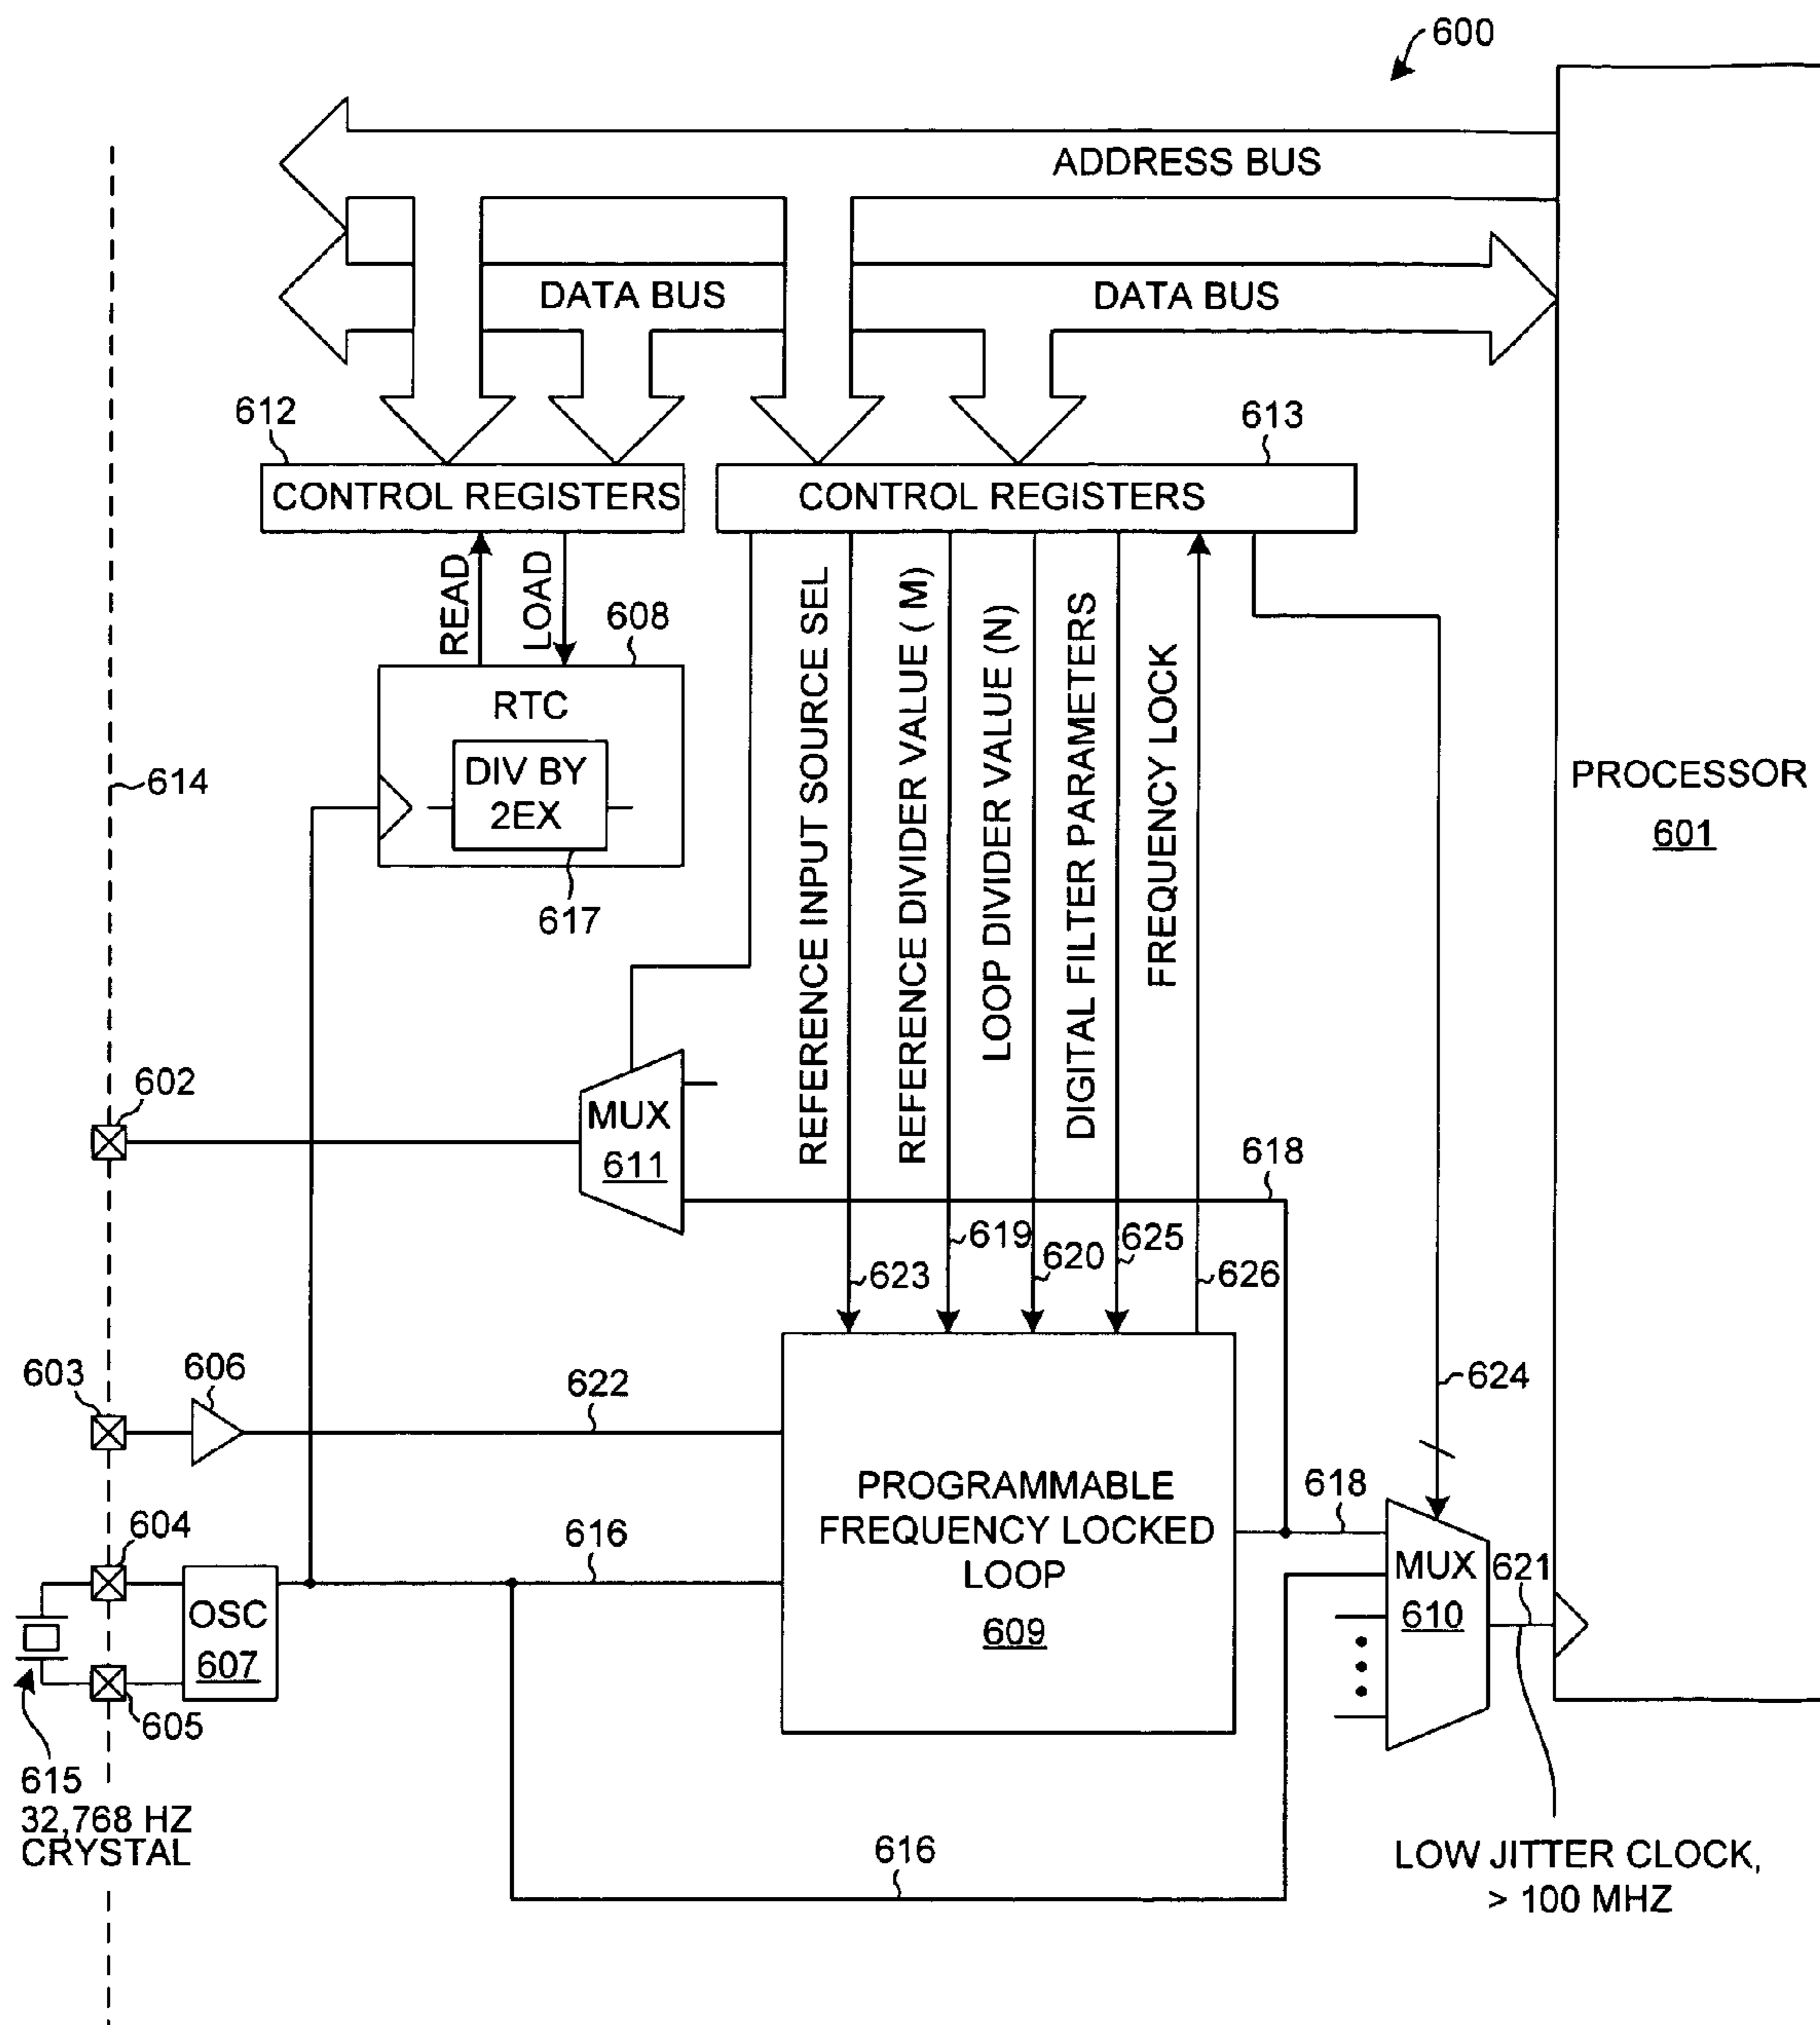 600
ADDRESS BUS
DATA BUS
DATA BUS
612
613
CONTROL REGISTERS
CONTROL REGISTERS
READ
LOAD
608
RTC
DIV BY
2EX
617
614
REFERENCE INPUT SOURCE SEL
REFERENCE DIVIDER VALUE ( M)
LOOP DIVIDER VALUE (N)
DIGITAL FILTER PARAMETERS
FREQUENCY LOCK
PROCESSOR
601
602
MUX
611
618
619
620
625
623
626
603
606
622
624
604
616
618
PROGRAMMABLE
FREQUENCY LOCKED
LOOP
609
MUX
610
621
OSC
607
605
615
32,768 HZ
CRYSTAL
616
LOW JITTER CLOCK,
> 100 MHZ